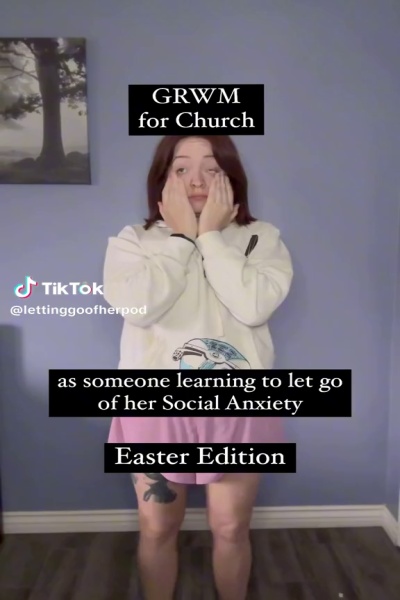 GRWM
for Church
TikTok
@lettinggoofherpod
as someone learning to let go
of her Social Anxiety
Easter Edition